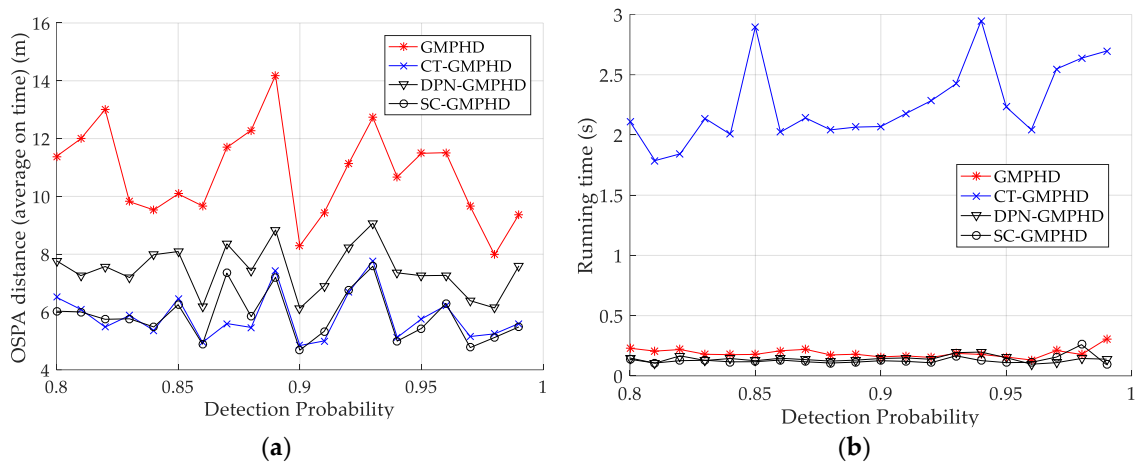 16
14
12
10
8
6
4
OSPA distance (average on time) (m)
GMPHD
CT-GMPHD
DPN-GMPHD
SC-GMPHD
0.8
0.85
0.9
0.95
1
Detection Probability
(a)
3
2.5
2
1.5
1
0.5
0
Running time (s)
GMPHD
CT-GMPHD
DPN-GMPHD
SC-GMPHD
0.8
0.85
0.9
0.95
1
Detection Probability
(b)